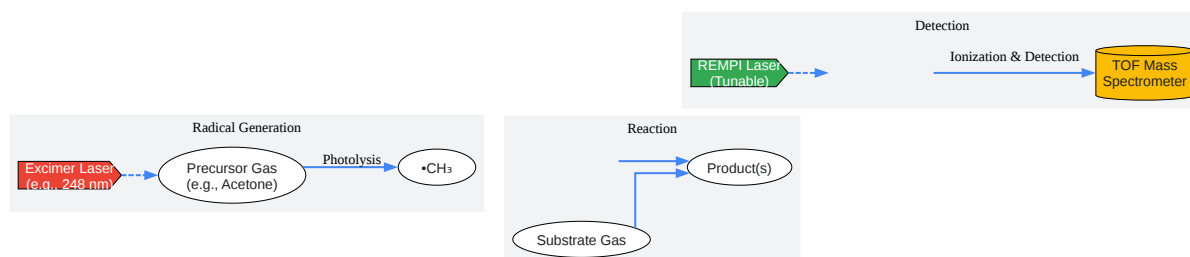 Detection
REMPI Laser
(Tunable)
Ionization & Detection
TOF Mass
Spectrometer
Radical Generation
Excimer Laser
(e.g., 248 nm)
Precursor Gas
(e.g., Acetone)
Photolysis
•CH₃
Reaction
Product(s)
Substrate Gas